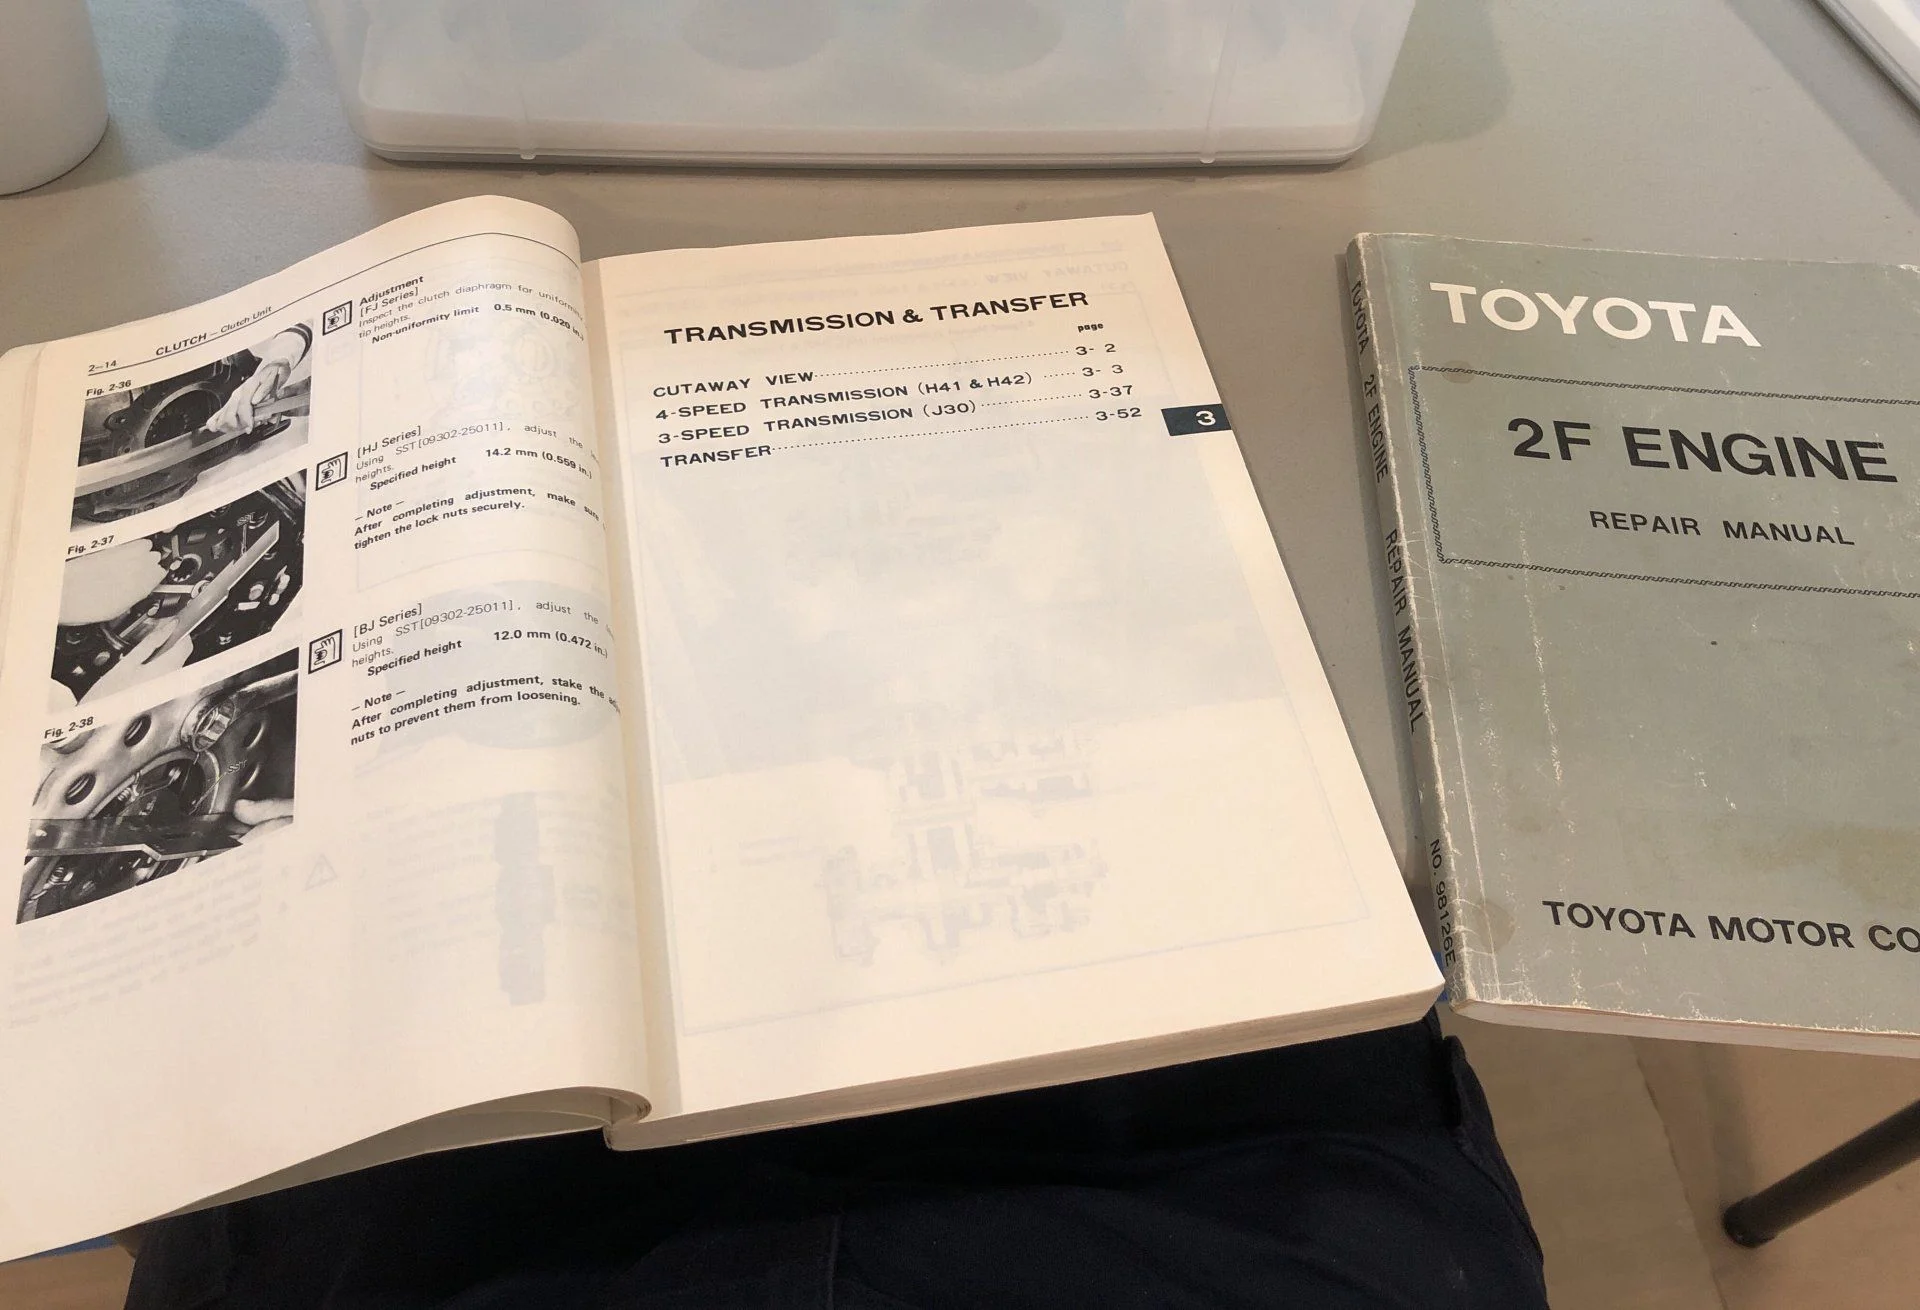 2-14 CLUTCH — Clutch Unit
Fig. 2-36
Adjustment
[FJ Series]
Inspect the clutch diaphragm for
tip heights.
Non-uniformity limit 0.5 mm (0.020 in.)
Fig. 2-37
[HJ Series]
Using SST[09302-25011], adjust the
heights.
Specified height 14.2 mm (0.559 in.)
— Note —
After completing adjustment, make sure
tighten the lock nuts securely.
Fig. 2-38
SST
[BJ Series]
Using SST[09302-25011], adjust the
heights.
Specified height 12.0 mm (0.472 in.)
— Note —
After completing adjustment, stake the
nuts to prevent them from loosening.
TRANSMISSION & TRANSFER
page
CUTAWAY VIEW 3- 2
4-SPEED TRANSMISSION (H41 & H42) 3- 3
3-SPEED TRANSMISSION (J30) 3-37
TRANSFER 3-52
3
TOYOTA 2F ENGINE REPAIR MANUAL NO. 98126E
TOYOTA
2F ENGINE
REPAIR MANUAL
TOYOTA MOTOR CO